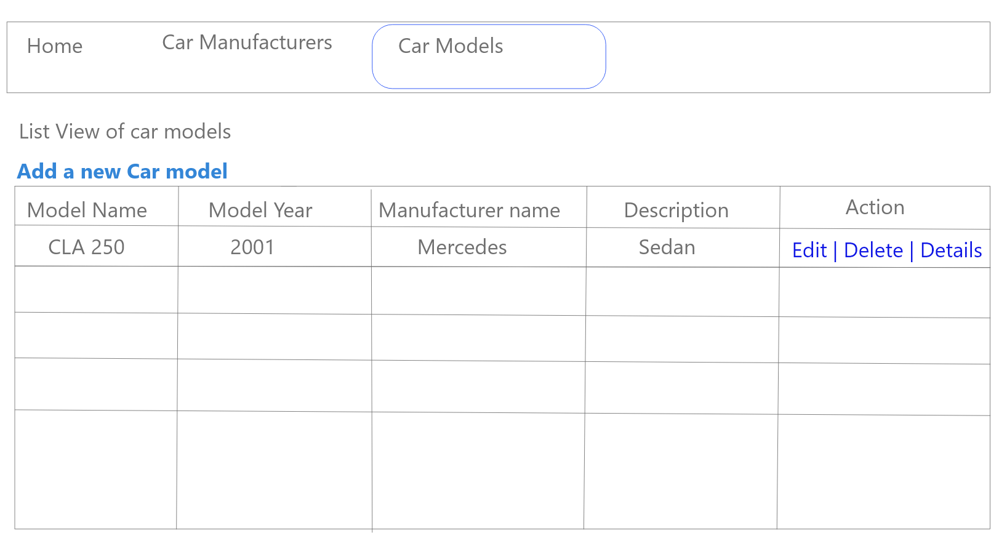 Home Car Manufacturers Car Models
List View of car models
Add a new Car model
Model Name Model Year Manufacturer name Description Action
CLA 250 2001 Mercedes Sedan Edit | Delete | Details